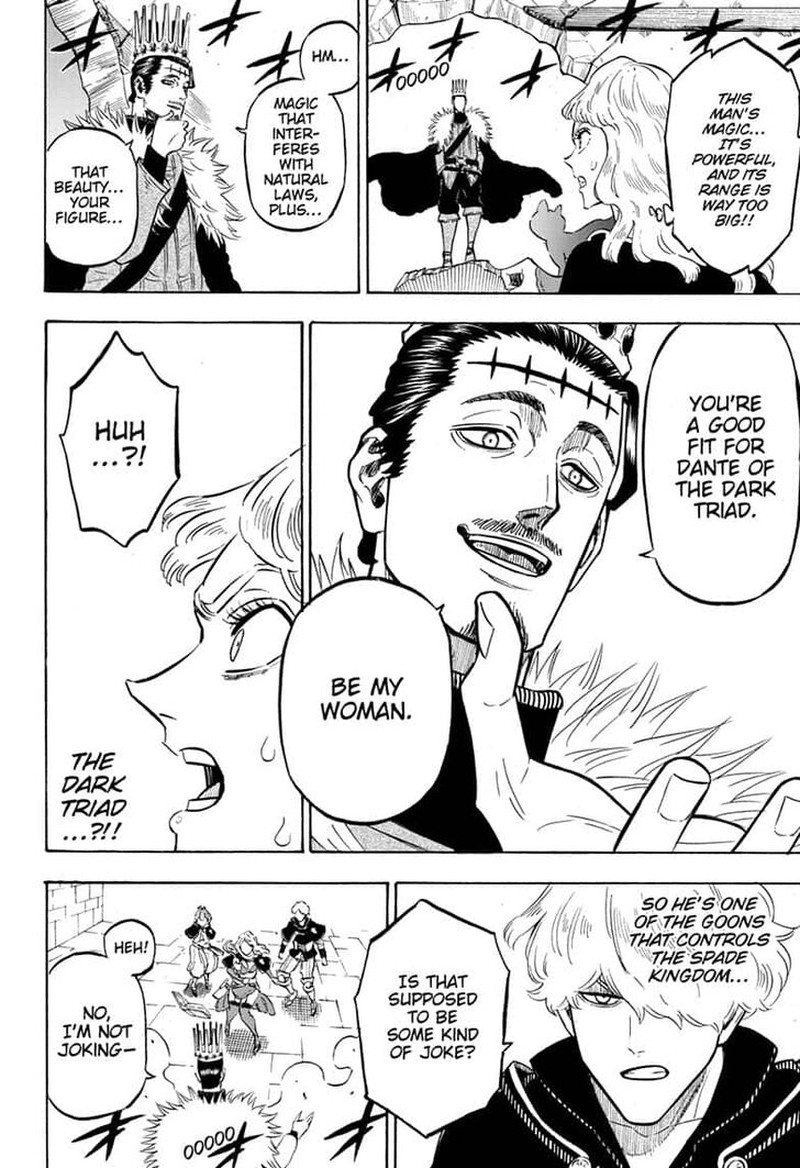 THIS
MAN'S
MAGIC...
IT'S
POWERFUL,
AND ITS
RANGE IS
WAY TOO
BIG!!
OOOOO
HM...
MAGIC
THAT
INTER-
FERES
WITH
NATURAL
LAWS,
PLUS...
THAT
BEAUTY...
YOUR
FIGURE...
YOU'RE
A GOOD
FIT FOR
DANTE OF
THE DARK
TRIAD.
BE MY
WOMAN.
HUH
...?!
THE
DARK
TRIAD
...?!!
SO HE'S ONE
OF THE GOONS
THAT CONTROLS
THE SPADE
KINGDOM...
IS THAT
SUPPOSED
TO BE
SOME KIND
OF JOKE?
HEH!
NO,
I'M NOT
JOKING—
OOOOO